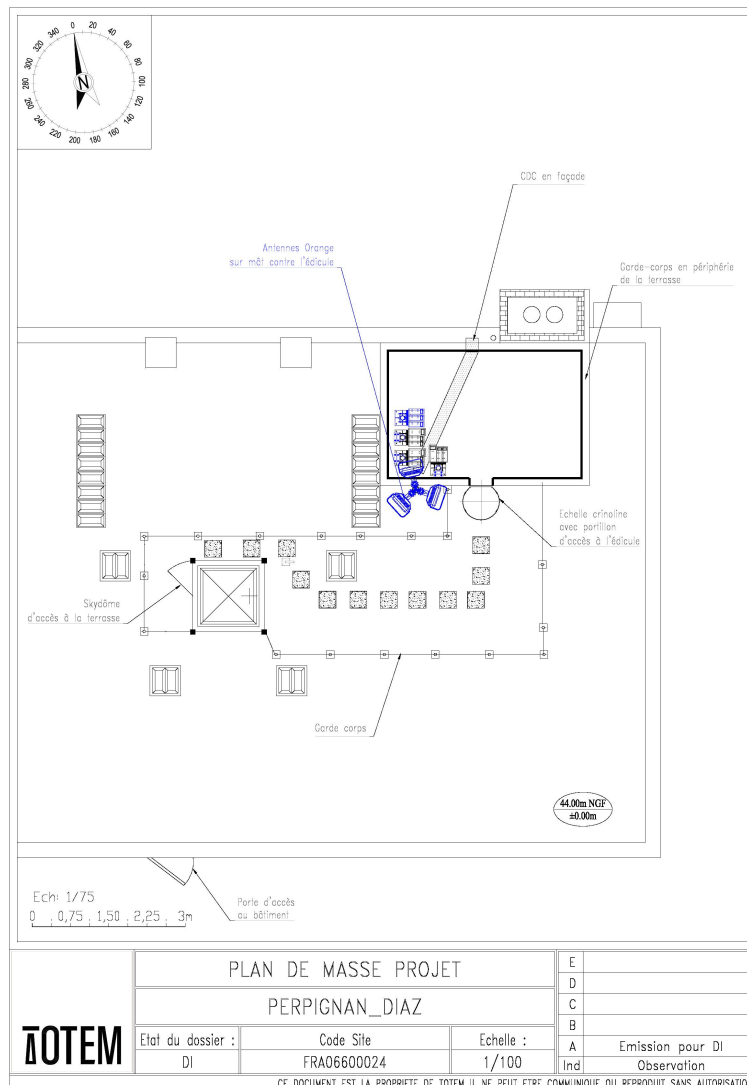 0
20
40
60
80
100
120
140
160
180
200
220
240
260
280
300
320
340
N
CDC en façade
Antennes Orange
sur mât contre l'édicule
Garde-corps en périphérie
de la terrasse
Echelle crinoline
avec portillon
d'accès à l'édicule
Skydôme
d'accès à la terrasse
Garde corps
44.00m NGF
±0.00m
Porte d'accès
au bâtiment
Ech: 1/75
0 0,75 1,50 2,25 3m
TOTEM
PLAN DE MASSE PROJET
PERPIGNAN_DIAZ
Etat du dossier :
DI
Code Site
FRA06600024
Echelle :
1/100
E
D
C
B
A Emission pour DI
Ind Observation
CE DOCUMENT EST LA PROPRIETE DE TOTEM IL NE PEUT ETRE COMMUNIQUE OU REPRODUIT SANS